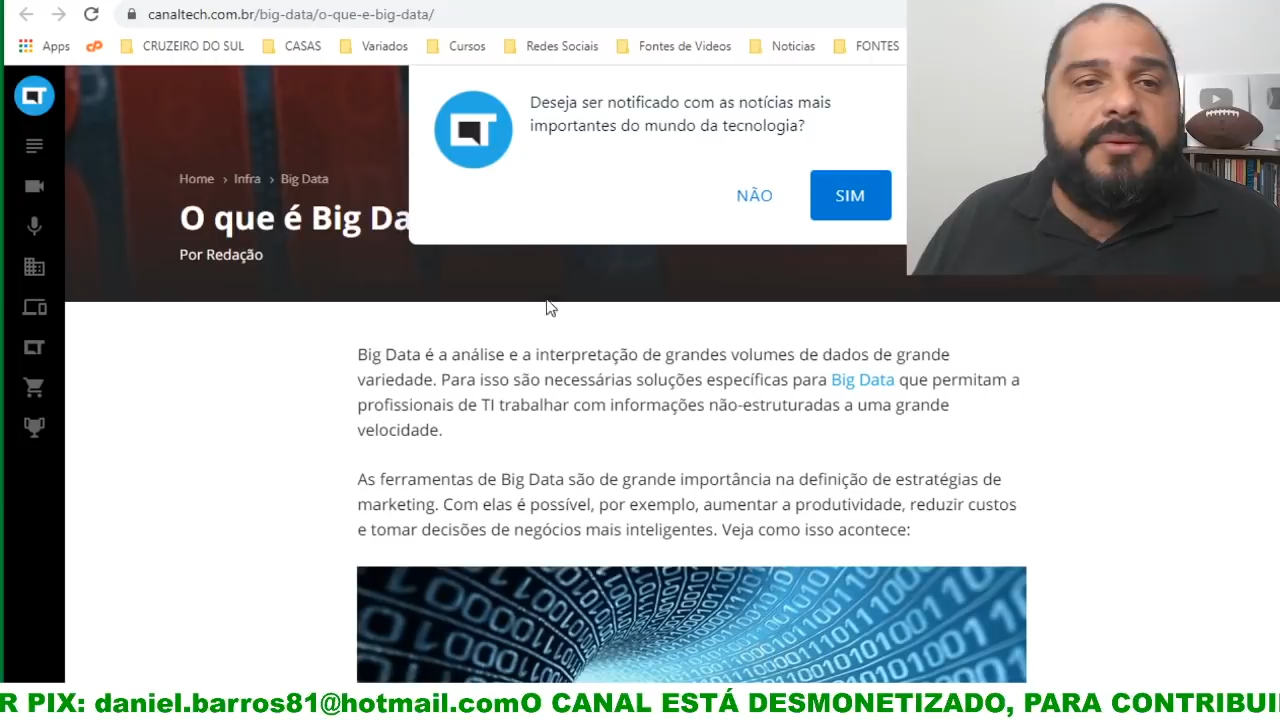 canaltech.com.br/big-data/o-que-e-big-data/
Apps CRUZEIRO DO SUL CASAS Variados Cursos Redes Sociais Fontes de Videos Noticias FONTES
Deseja ser notificado com as notícias mais
importantes do mundo da tecnologia?
NÃO SIM
Home › Infra › Big Data
O que é Big Da
Por Redação
Big Data é a análise e a interpretação de grandes volumes de dados de grande
variedade. Para isso são necessárias soluções específicas para Big Data que permitam a
profissionais de TI trabalhar com informações não-estruturadas a uma grande
velocidade.
As ferramentas de Big Data são de grande importância na definição de estratégias de
marketing. Com elas é possível, por exemplo, aumentar a produtividade, reduzir custos
e tomar decisões de negócios mais inteligentes. Veja como isso acontece:
R PIX: daniel.barros81@hotmail.comO CANAL ESTÁ DESMONETIZADO, PARA CONTRIBUI